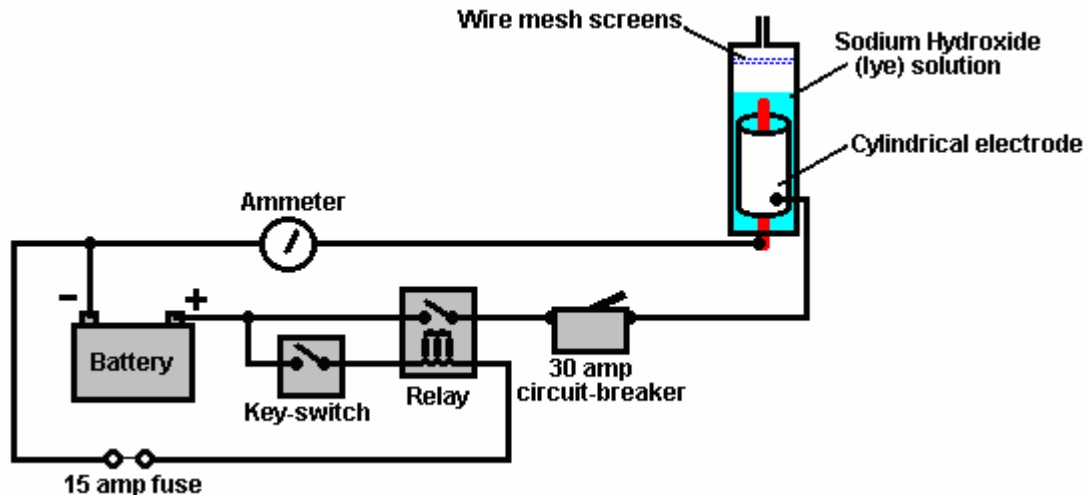 Wire mesh screens
Sodium Hydroxide
(lye) solution
Cylindrical electrode
Ammeter
- +
Battery
Key-switch
Relay
30 amp
circuit-breaker
15 amp fuse